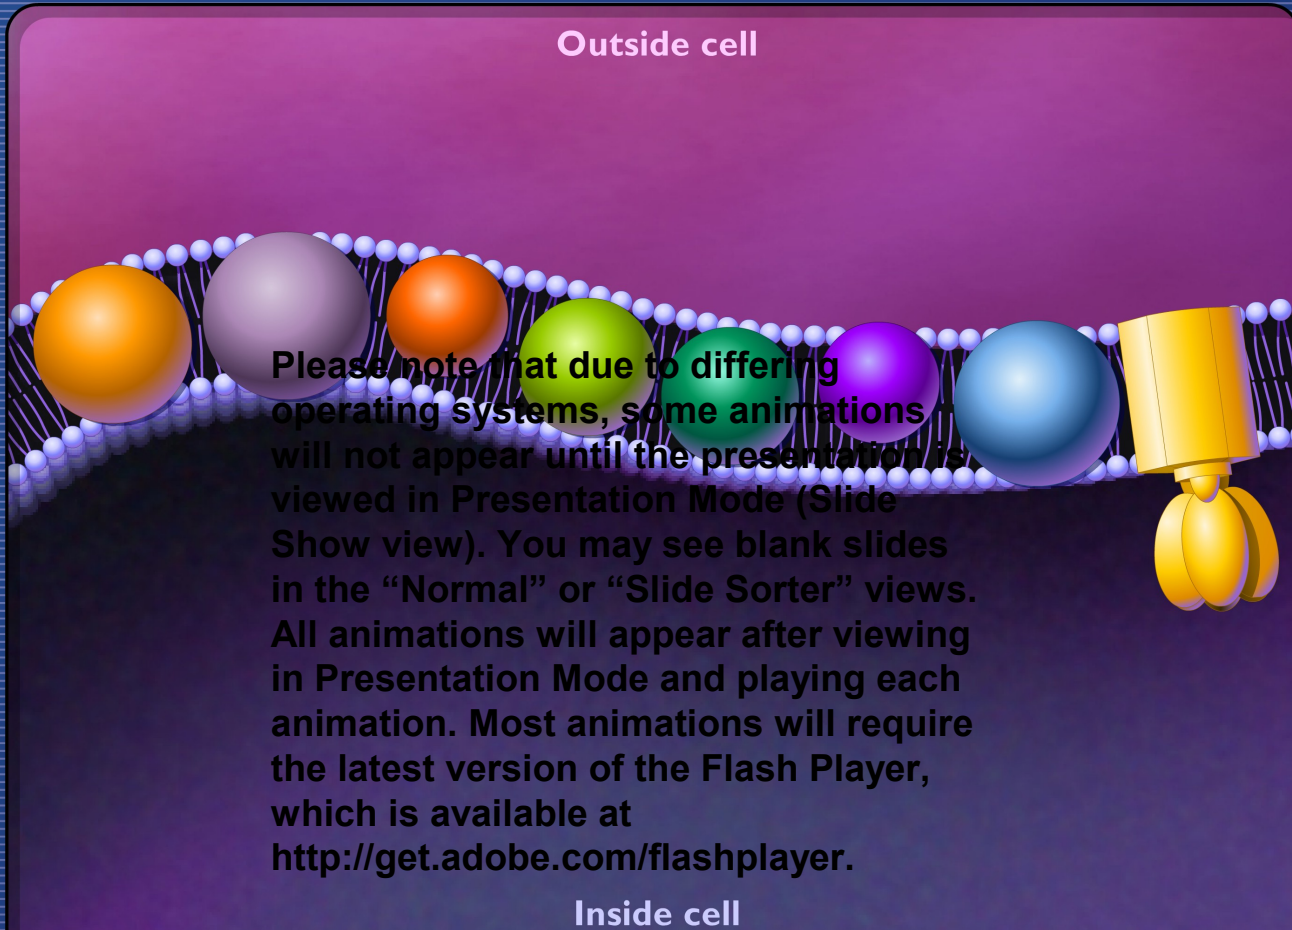 Outside cell
Please note that due to differing
operating systems, some animations
will not appear until the presentation is
viewed in Presentation Mode (Slide
Show view). You may see blank slides
in the “Normal” or “Slide Sorter” views.
All animations will appear after viewing
in Presentation Mode and playing each
animation. Most animations will require
the latest version of the Flash Player,
which is available at
http://get.adobe.com/flashplayer.
Inside cell